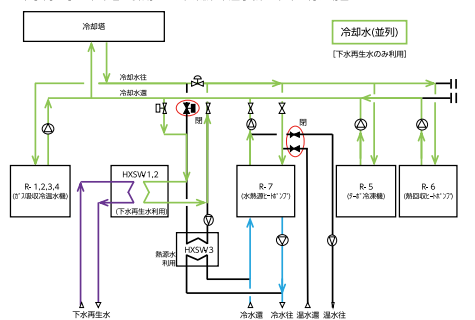 冷却塔
冷却水(並列)
[下水再生水のみ利用]
冷却水往
冷却水還
閉
閉
R-1,2,3,4
(ガス吸収冷温水機)
HXSW-1,2
(下水再生水利用)
R-7
(水熱源ヒートポンプ)
R-5
(ターボ冷凍機)
R-6
(熱回収ヒートポンプ)
熱源水
利用
HXSW-3
下水再生水
冷水還
冷水往
温水還
温水往